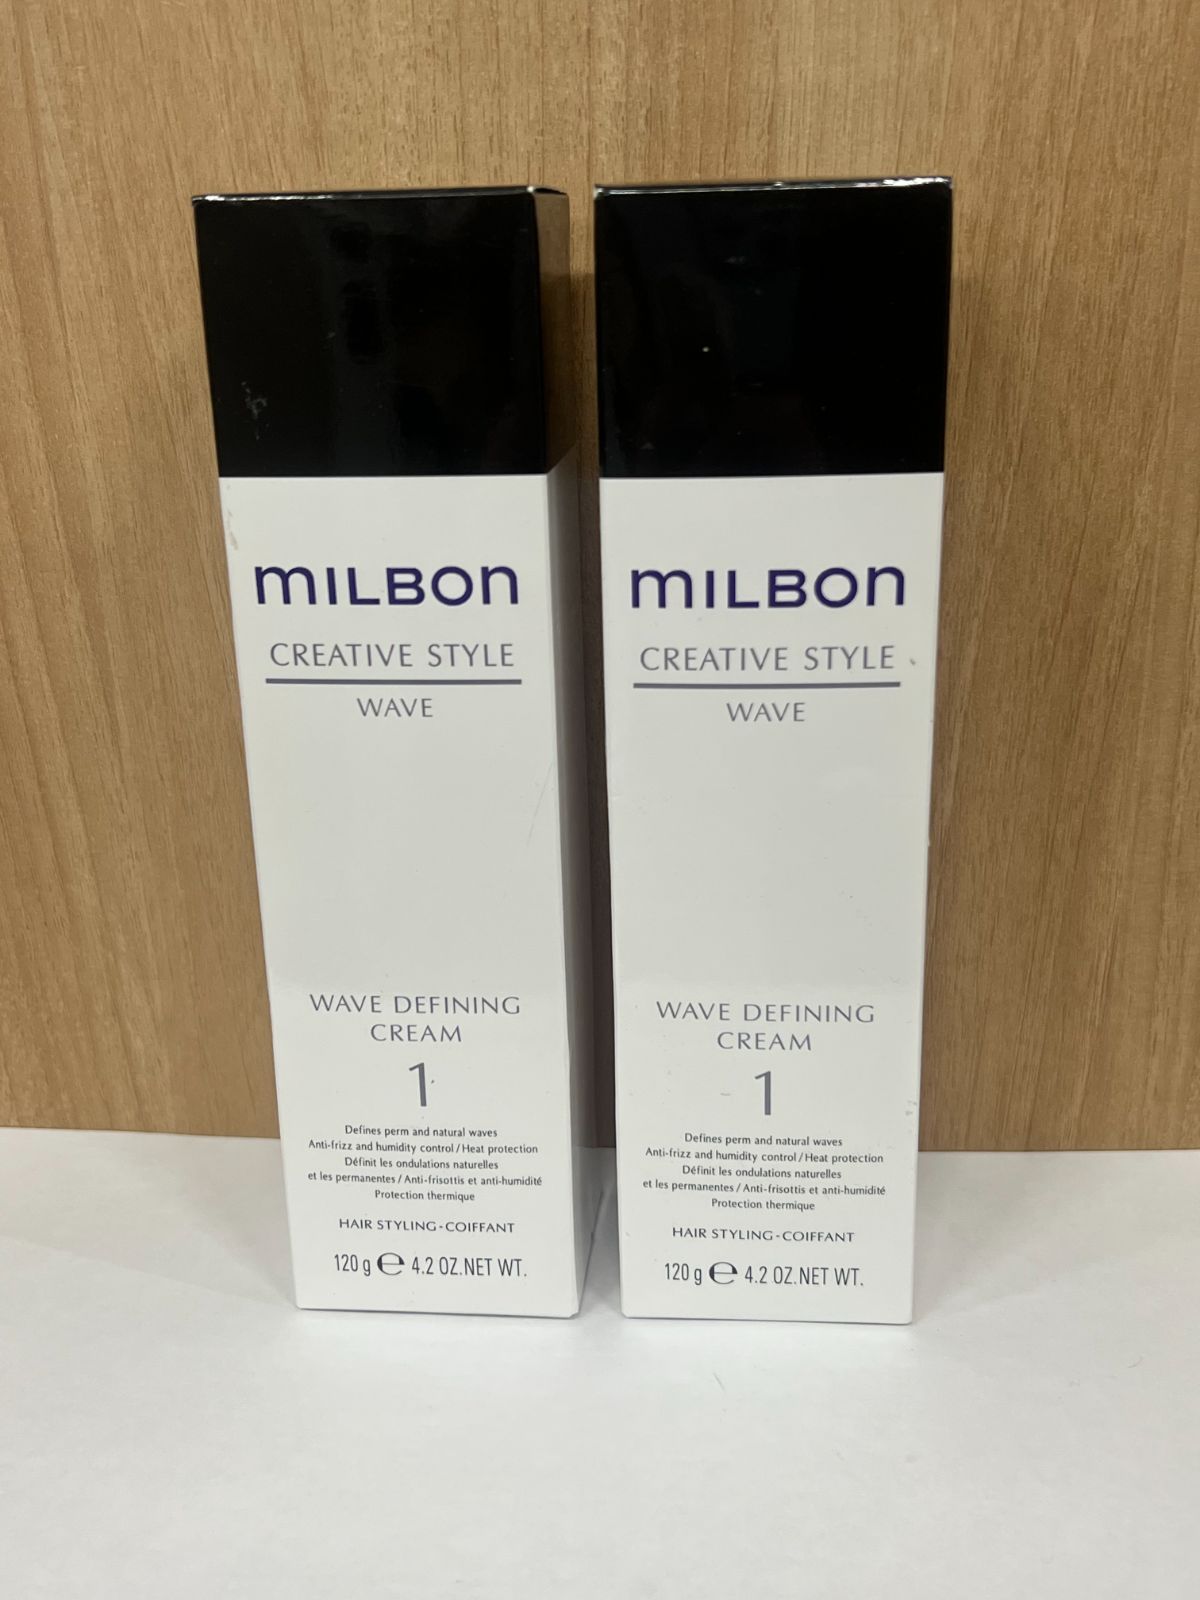 mILBOn
CREATIVE STYLE
WAVE
WAVE DEFINING
CREAM
1
Defines perm and natural waves
Anti-frizz and humidity control / Heat protection
Définit les ondulations naturelles
et les permanentes / Anti-frisottis et anti-humidité
Protection thermique
HAIR STYLING-COIFFANT
120 g ℮ 4.2 OZ.NET WT.
mILBOn
CREATIVE STYLE
WAVE
WAVE DEFINING
CREAM
1
Defines perm and natural waves
Anti-frizz and humidity control / Heat protection
Définit les ondulations naturelles
et les permanentes / Anti-frisottis et anti-humidité
Protection thermique
HAIR STYLING-COIFFANT
120 g ℮ 4.2 OZ.NET WT.